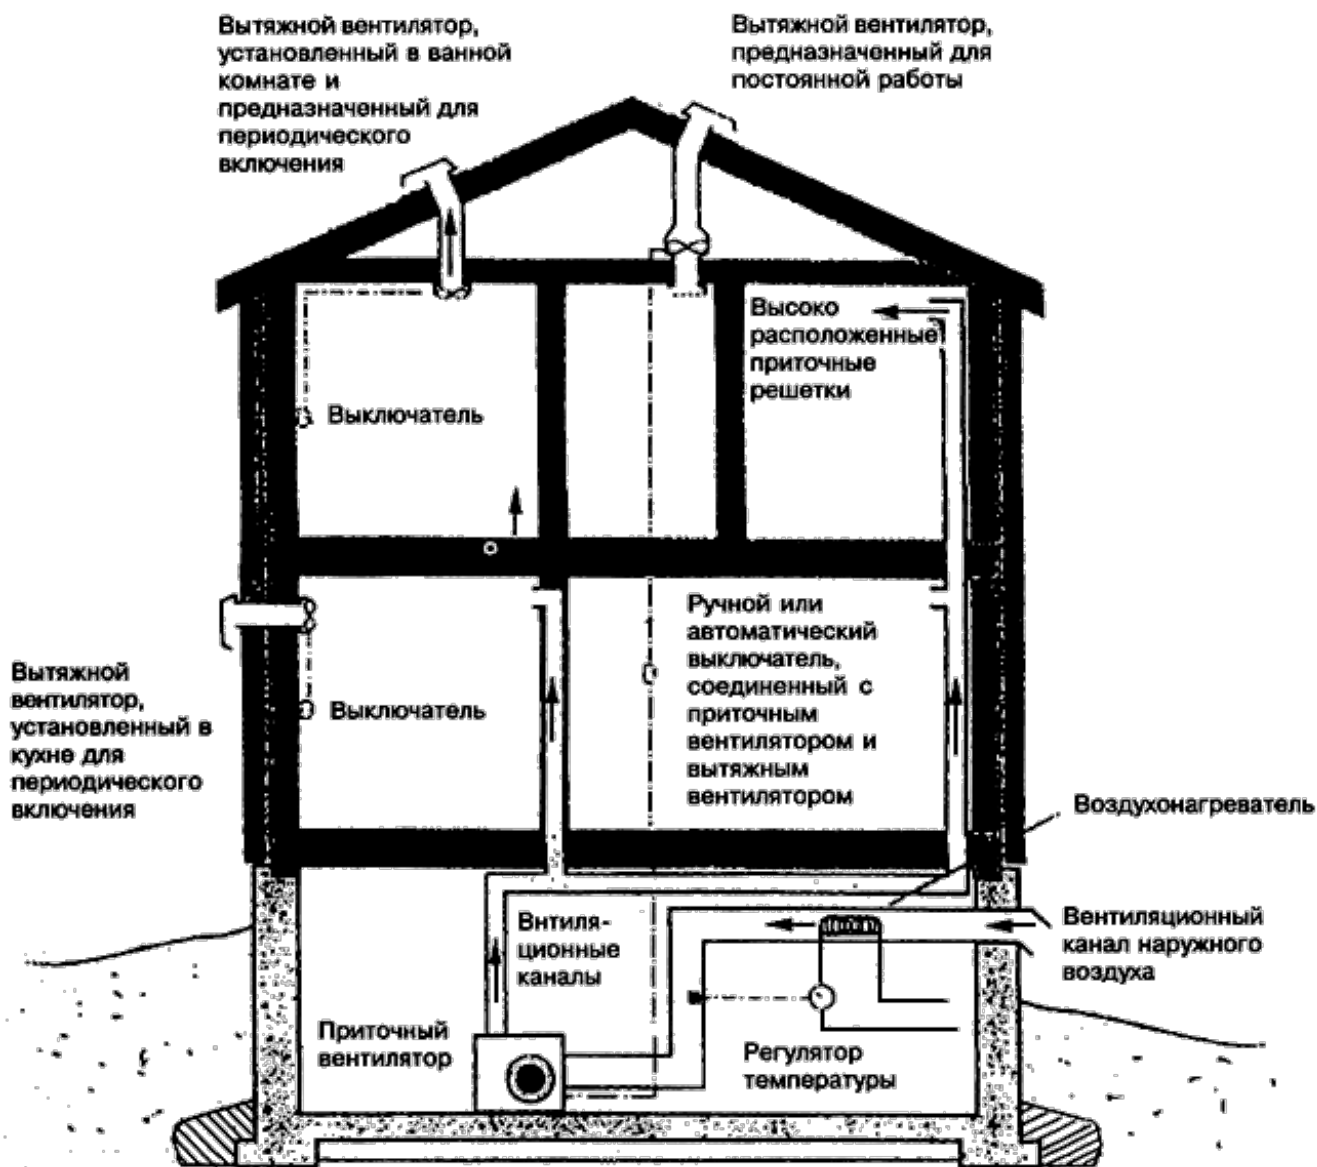 Вытяжной вентилятор,
установленный в ванной
комнате и
предназначенный для
периодического
включения
Вытяжной вентилятор,
предназначенный для
постоянной работы
Высоко
расположенные
приточные
решетки
Выключатель
Ручной или
автоматический
выключатель,
соединенный с
приточным
вентилятором и
вытяжным
вентилятором
Вытяжной
вентилятор,
установленный в
кухне для
периодического
включения
Выключатель
Воздухонагреватель
Внтиля-
ционные
каналы
Вентиляционный
канал наружного
воздуха
Приточный
вентилятор
Регулятор
температуры